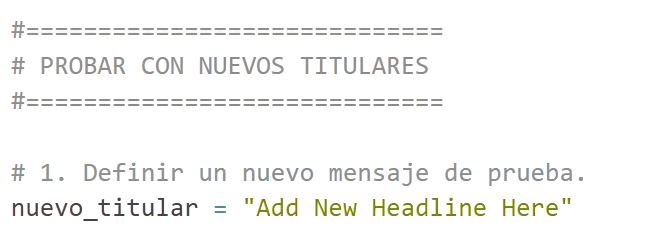 #=============================
# PROBAR CON NUEVOS TITULARES
#=============================
# 1. Definir un nuevo mensaje de prueba.
nuevo_titular = "Add New Headline Here"